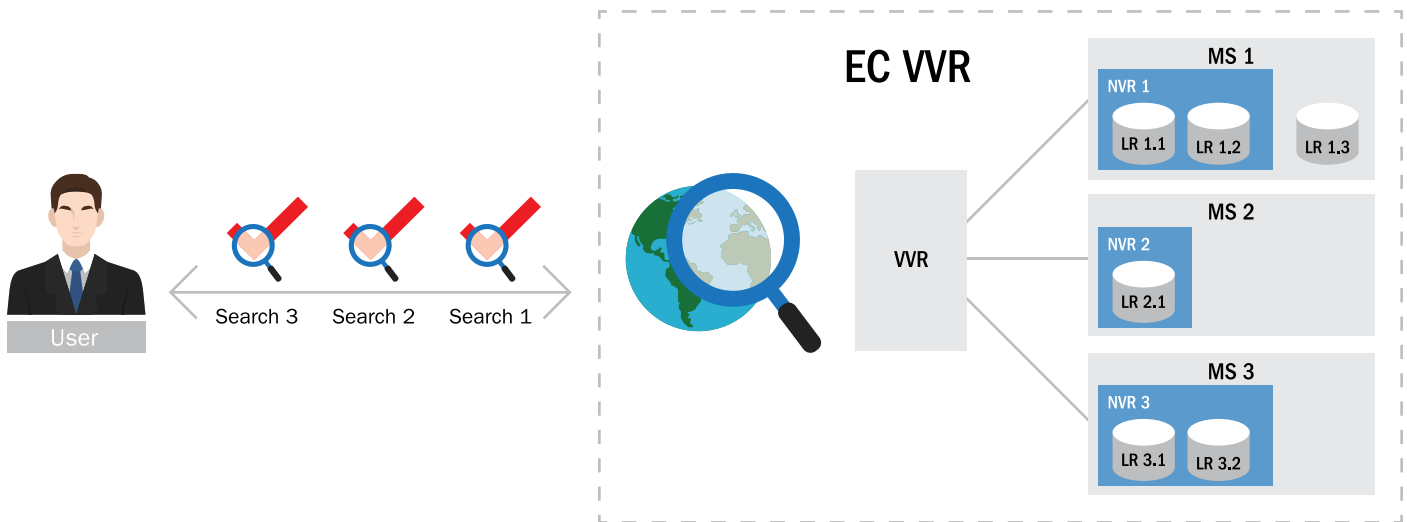 EC VVR
User
Search 3
Search 2
Search 1
VVR
MS 1
NVR 1
LR 1.1
LR 1.2
LR 1.3
MS 2
NVR 2
LR 2.1
MS 3
NVR 3
LR 3.1
LR 3.2